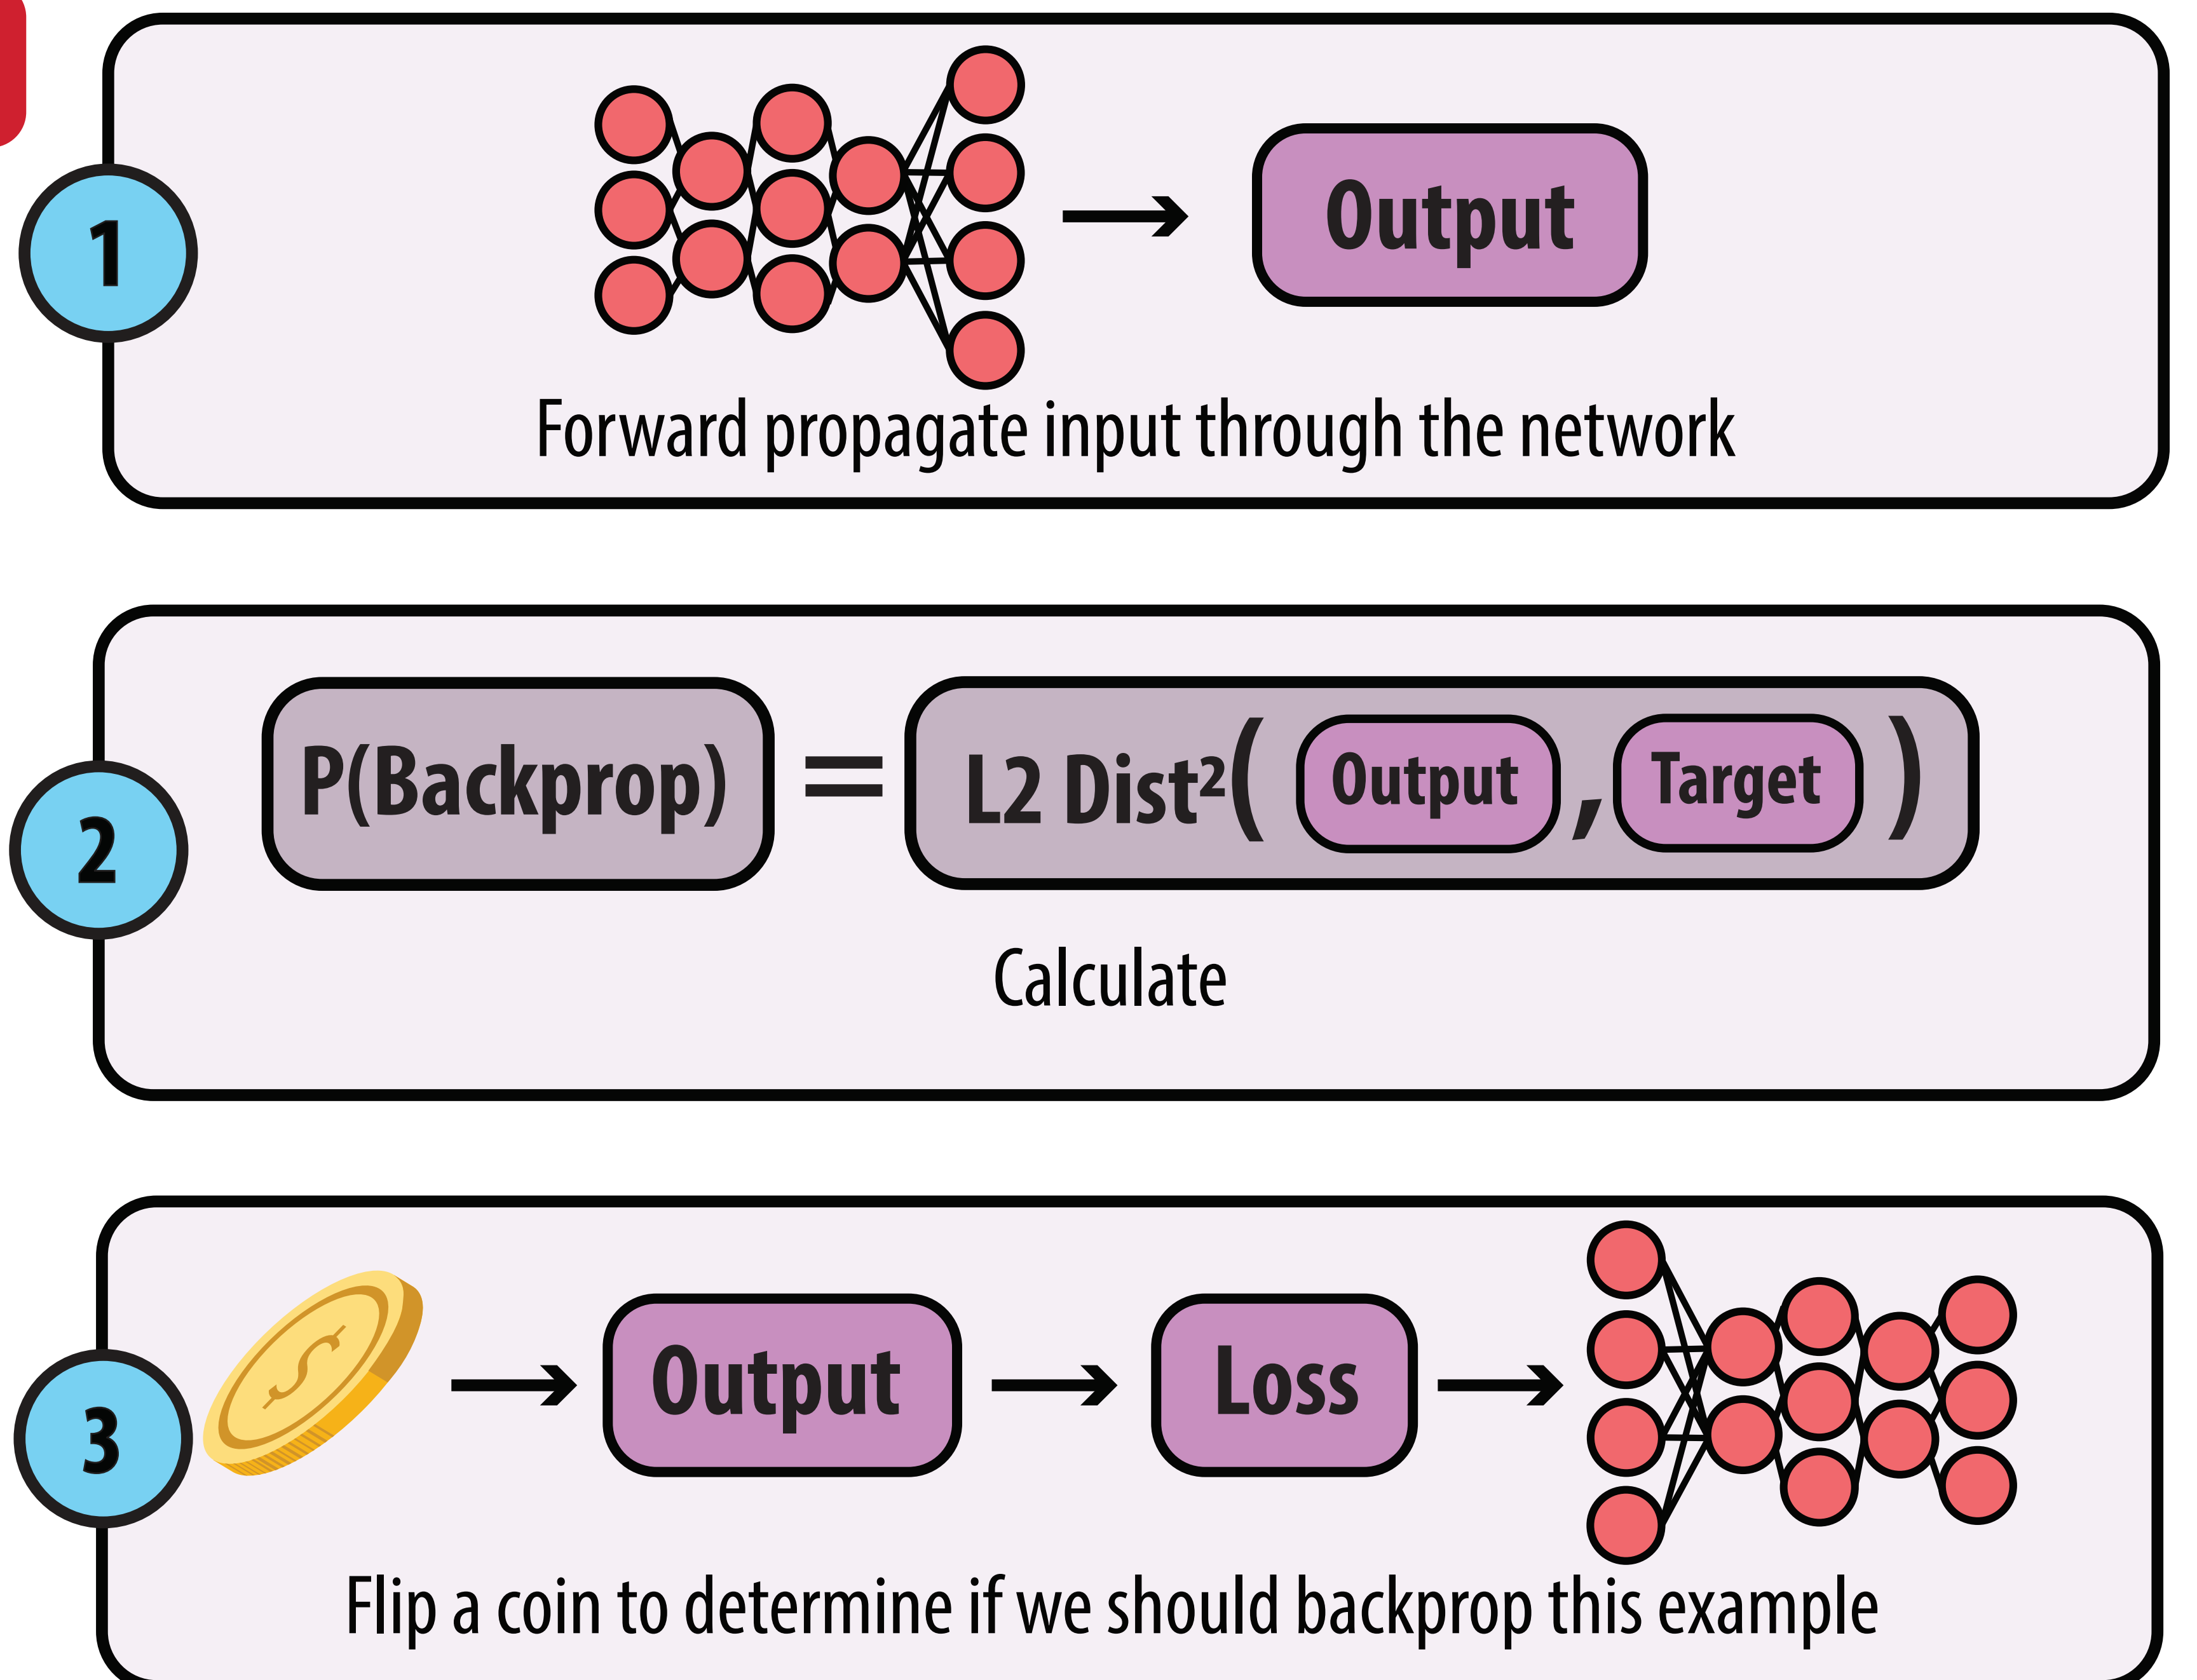 1
Output
Forward propagate input through the network
2
P(Backprop) = L2 Dist²( Output , Target )
Calculate
3
Output
Loss
Flip a coin to determine if we should backprop this example